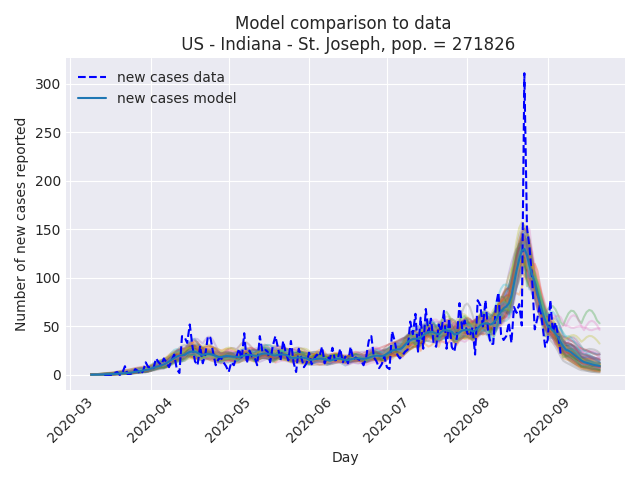 Model comparison to data
US - Indiana - St. Joseph, pop. = 271826
new cases data
new cases model
Number of new cases reported
300
250
200
150
100
50
0
2020-03
2020-04
2020-05
2020-06
2020-07
2020-08
2020-09
Day